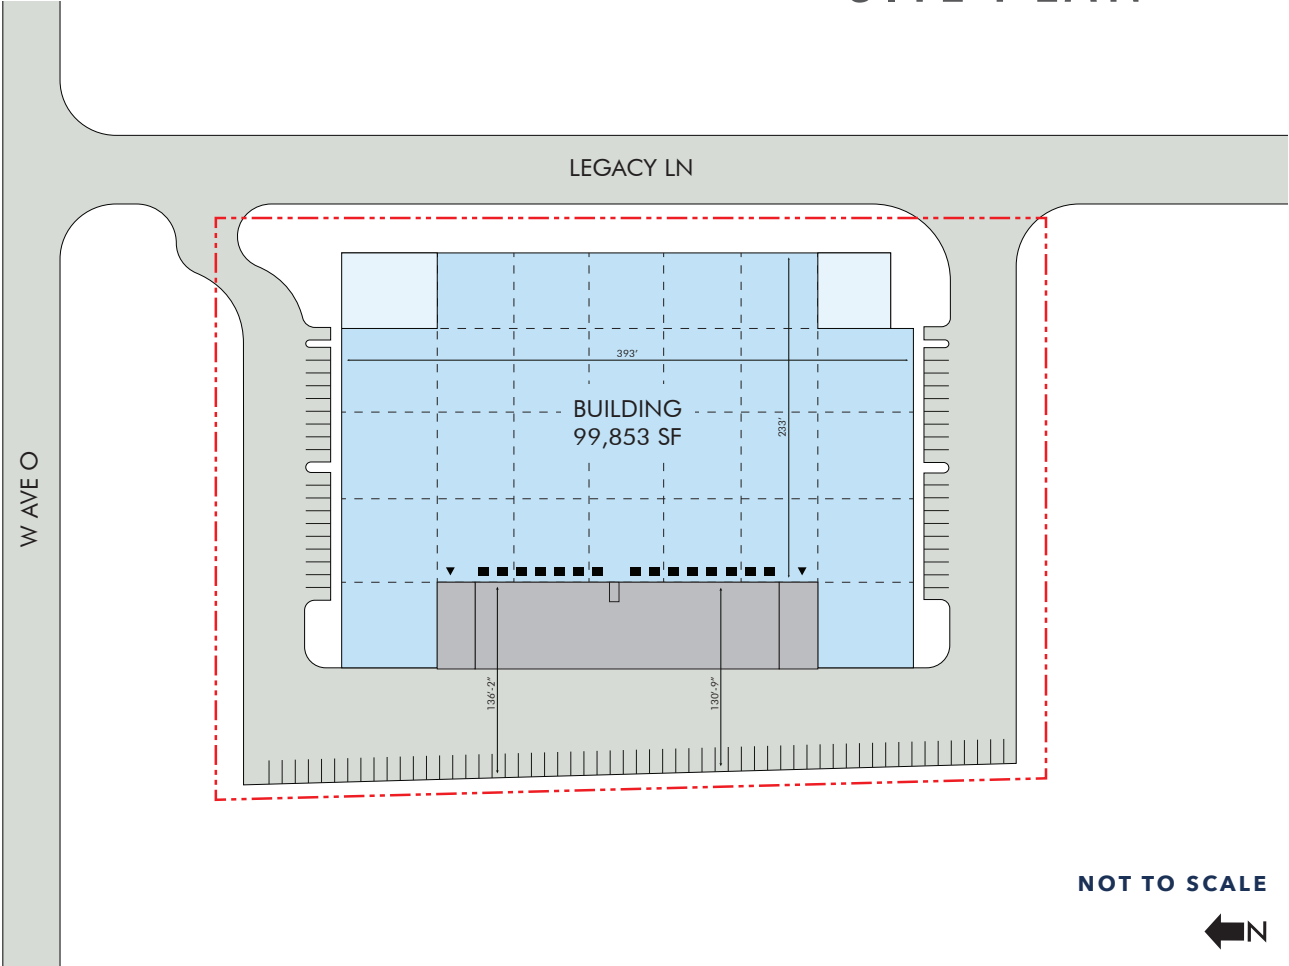 LEGACY LN
393'
BUILDING
99,853 SF
233'
W AVE O
136'-2"
130'-9"
NOT TO SCALE
N